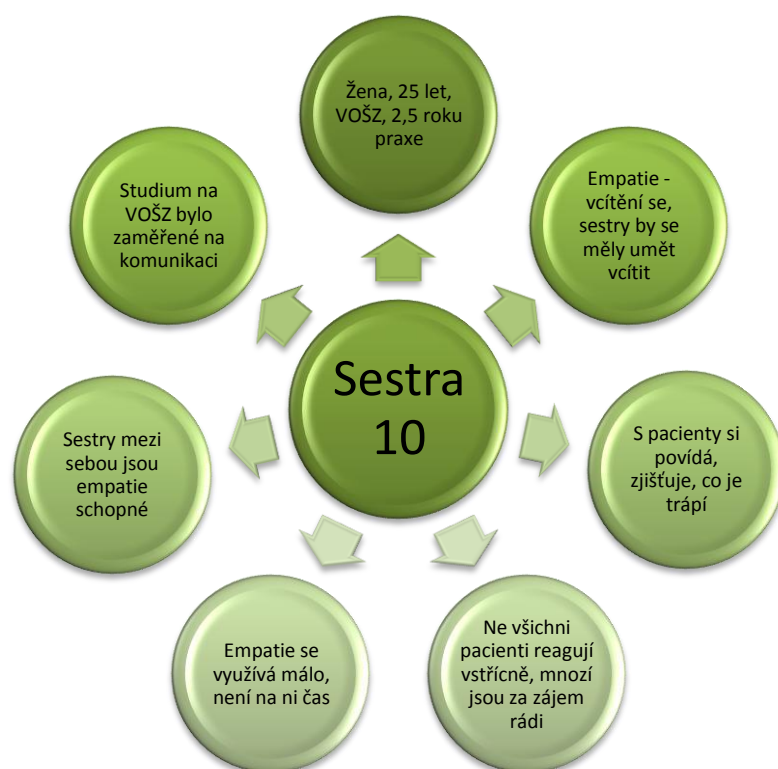 Žena, 25 let,
VOŠZ, 2,5 roku
praxe
Empatie -
vcítění se,
sestry by se
měly umět
vcítit
S pacienty si
povídá,
zjišťuje, co je
trápí
Ne všichni
pacienti reagují
vstřícně, mnozí
jsou za zájem
rádi
Empatie se
využívá málo,
není na ni čas
Sestry mezi
sebou jsou
empatie
schopné
Studium na
VOŠZ bylo
zaměřené na
komunikaci
Sestra
10